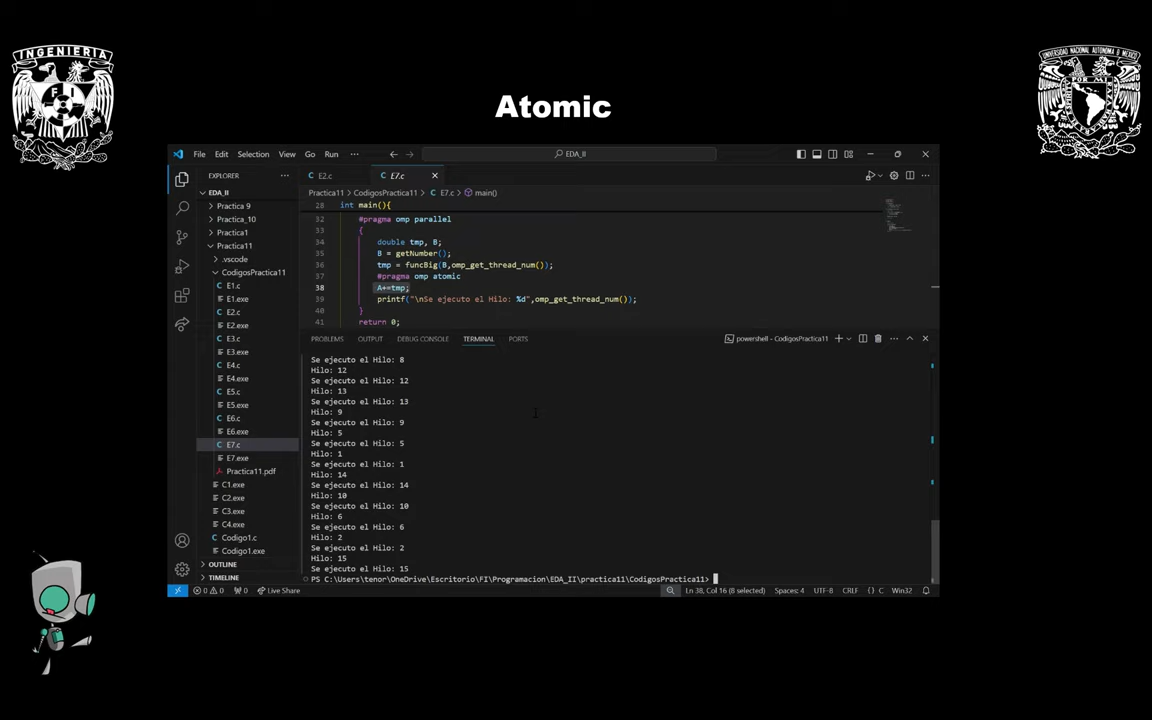 INGENIERIA
Atomic
File Edit Selection View Go Run ···
EDA_II
EXPLORER ···
EDA_II
Practica 9
Practica_10
Practica1
Practica11
.vscode
CodigosPractica11
C E1.c
E1.exe
C E2.c
E2.exe
C E3.c
E3.exe
C E4.c
E4.exe
C E5.c
E5.exe
C E6.c
E6.exe
C E7.c
E7.exe
Practica11.pdf
C1.exe
C2.exe
C3.exe
C4.exe
C Codigo1.c
Codigo1.exe
OUTLINE
TIMELINE
C E2.c
C E7.c
Practica11 > CodigosPractica11 > C E7.c > main()
28 int main(){
32 #pragma omp parallel
33 {
34 double tmp, B;
35 B = getNumber();
36 tmp = funcBig(B,omp_get_thread_num());
37 #pragma omp atomic
38 A+=tmp;
39 printf("\nSe ejecuto el Hilo: %d",omp_get_thread_num());
40 }
41 return 0;
PROBLEMS OUTPUT DEBUG CONSOLE TERMINAL PORTS
powershell - CodigosPractica11
Se ejecuto el Hilo: 8
Hilo: 12
Se ejecuto el Hilo: 12
Hilo: 13
Se ejecuto el Hilo: 13
Hilo: 9
Se ejecuto el Hilo: 9
Hilo: 5
Se ejecuto el Hilo: 5
Hilo: 1
Se ejecuto el Hilo: 1
Hilo: 14
Se ejecuto el Hilo: 14
Hilo: 10
Se ejecuto el Hilo: 10
Hilo: 6
Se ejecuto el Hilo: 6
Hilo: 2
Se ejecuto el Hilo: 2
Hilo: 15
Se ejecuto el Hilo: 15
PS C:\Users\tenor\OneDrive\Escritorio\FI\Programacion\EDA_II\practica11\CodigosPractica11>
0 0 0 Live Share
Ln 38, Col 16 (8 selected) Spaces: 4 UTF-8 CRLF {} C Win32